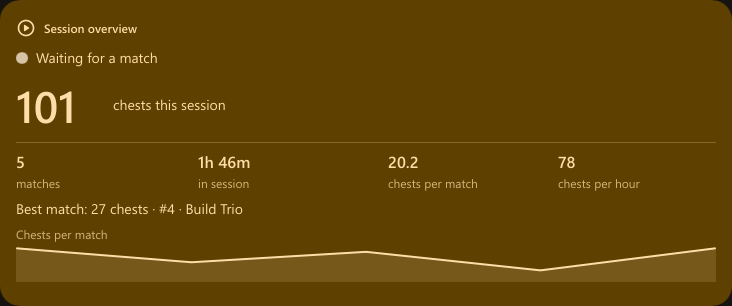 Session overview
Waiting for a match
101 chests this session
5 1h 46m 20.2 78
matches in session chests per match chests per hour
Best match: 27 chests · #4 · Build Trio
Chests per match